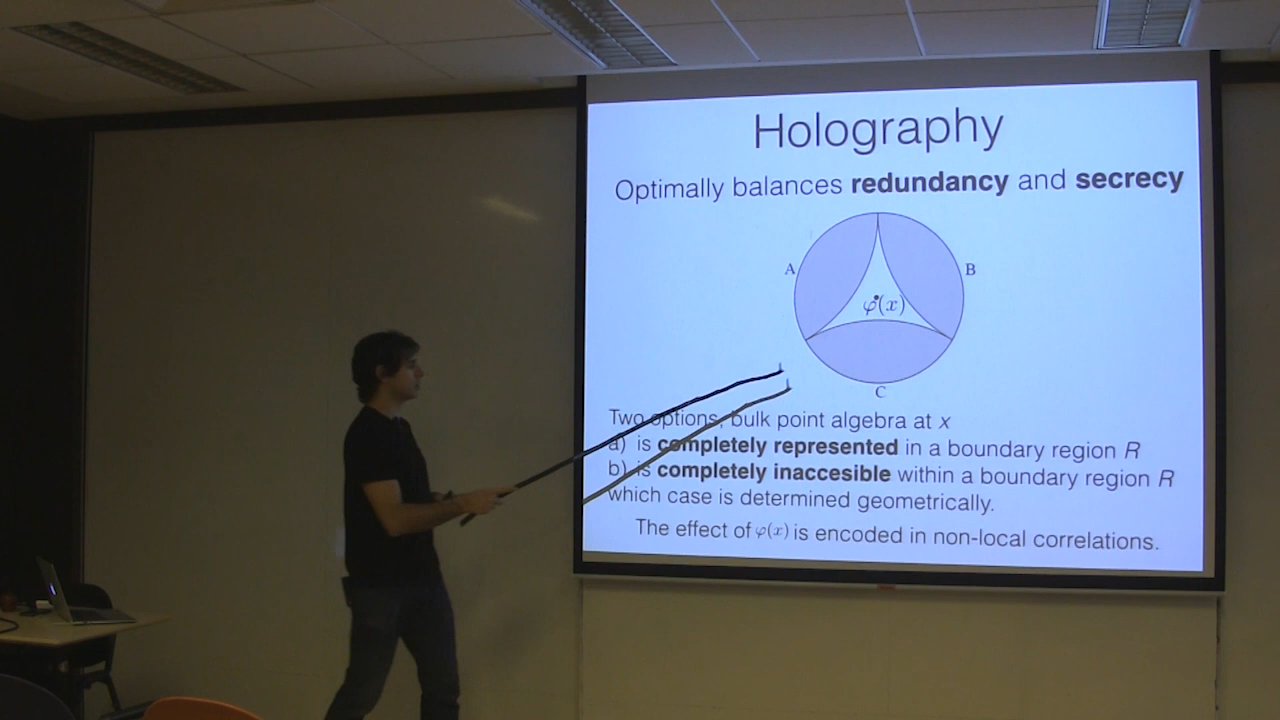 Holography
Optimally balances redundancy and secrecy
A
B
φ(x)
C
Two options, bulk point algebra at x
a) is completely represented in a boundary region R
b) is completely inaccesible within a boundary region R
which case is determined geometrically.
The effect of φ(x) is encoded in non-local correlations.